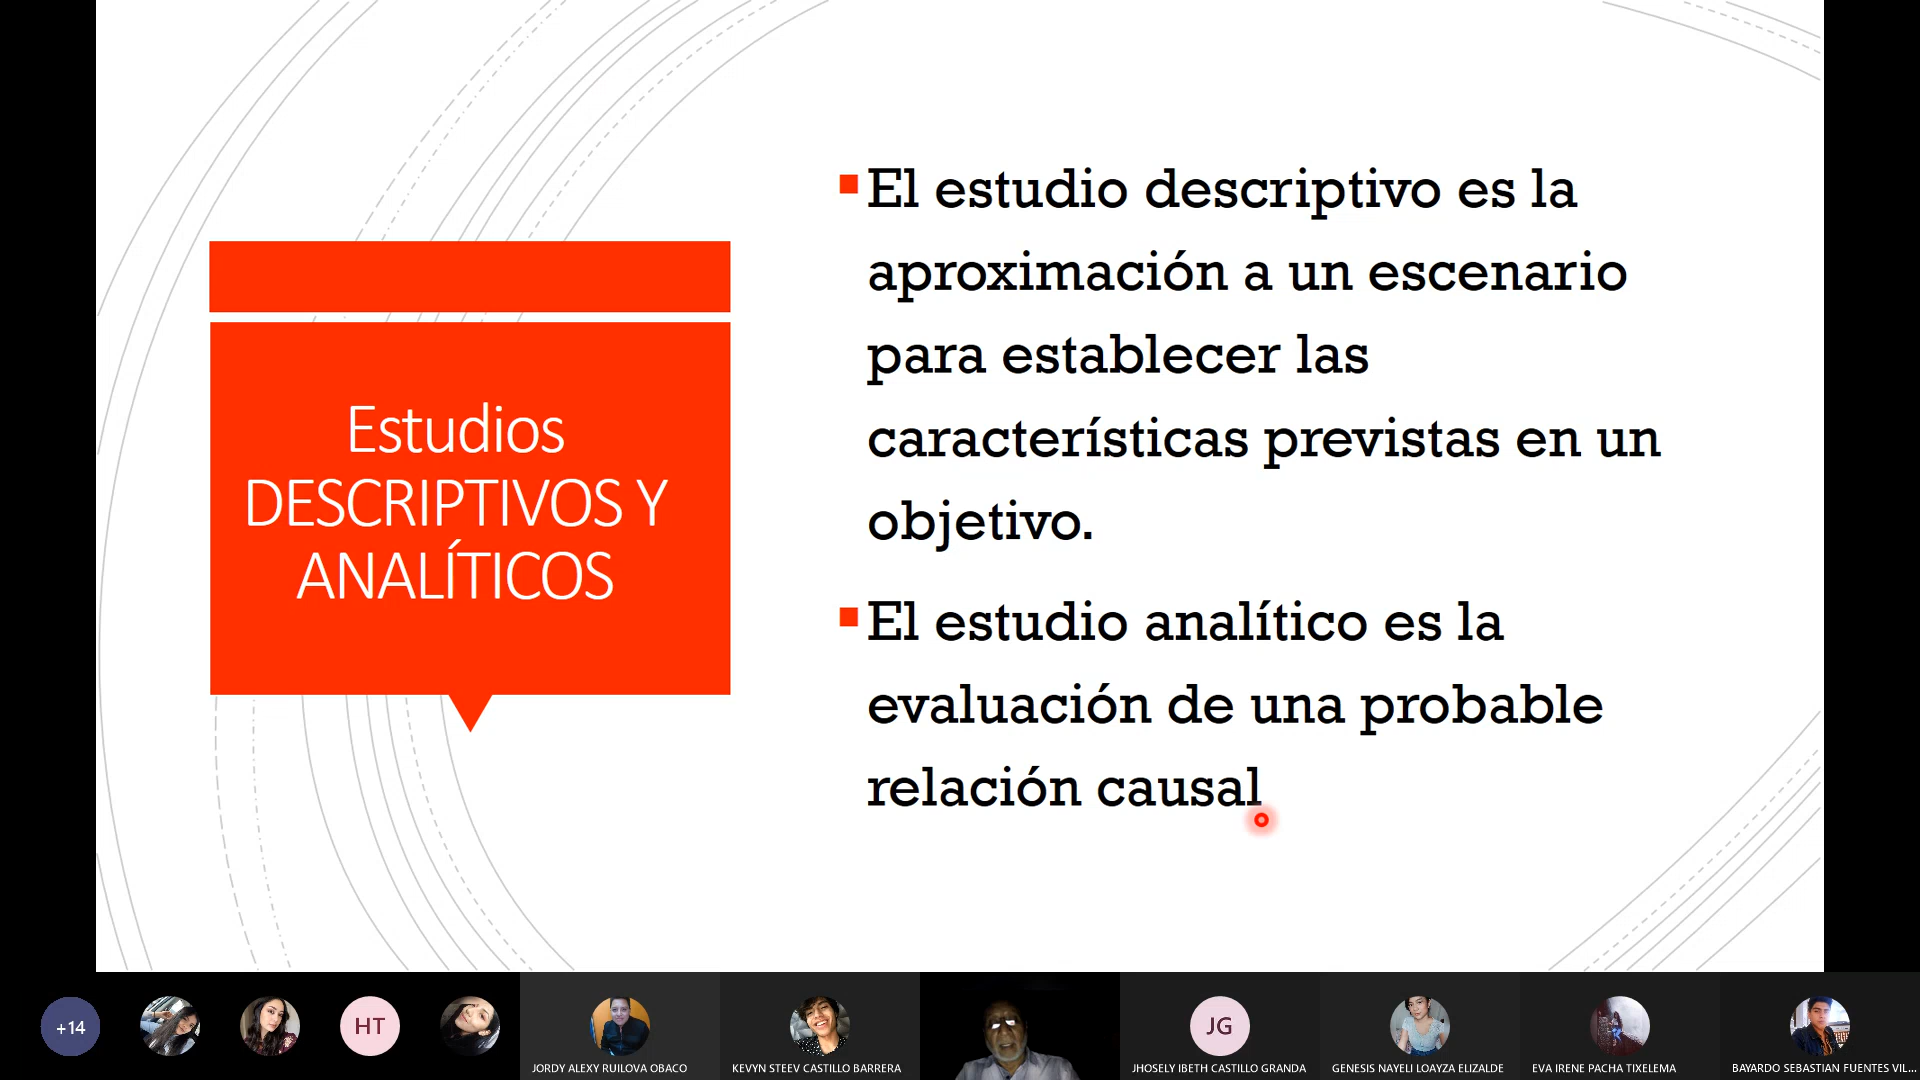 Estudios
DESCRIPTIVOS Y
ANALÍTICOS
El estudio descriptivo es la
aproximación a un escenario
para establecer las
características previstas en un
objetivo.
El estudio analítico es la
evaluación de una probable
relación causal
+14
HT
JORDY ALEXY RUILOVA OBACO
KEVYN STEEV CASTILLO BARRERA
JG
JHOSELY IBETH CASTILLO GRANDA
GENESIS NAYELI LOAYZA ELIZALDE
EVA IRENE PACHA TIXELEMA
BAYARDO SEBASTIAN FUENTES VIL...